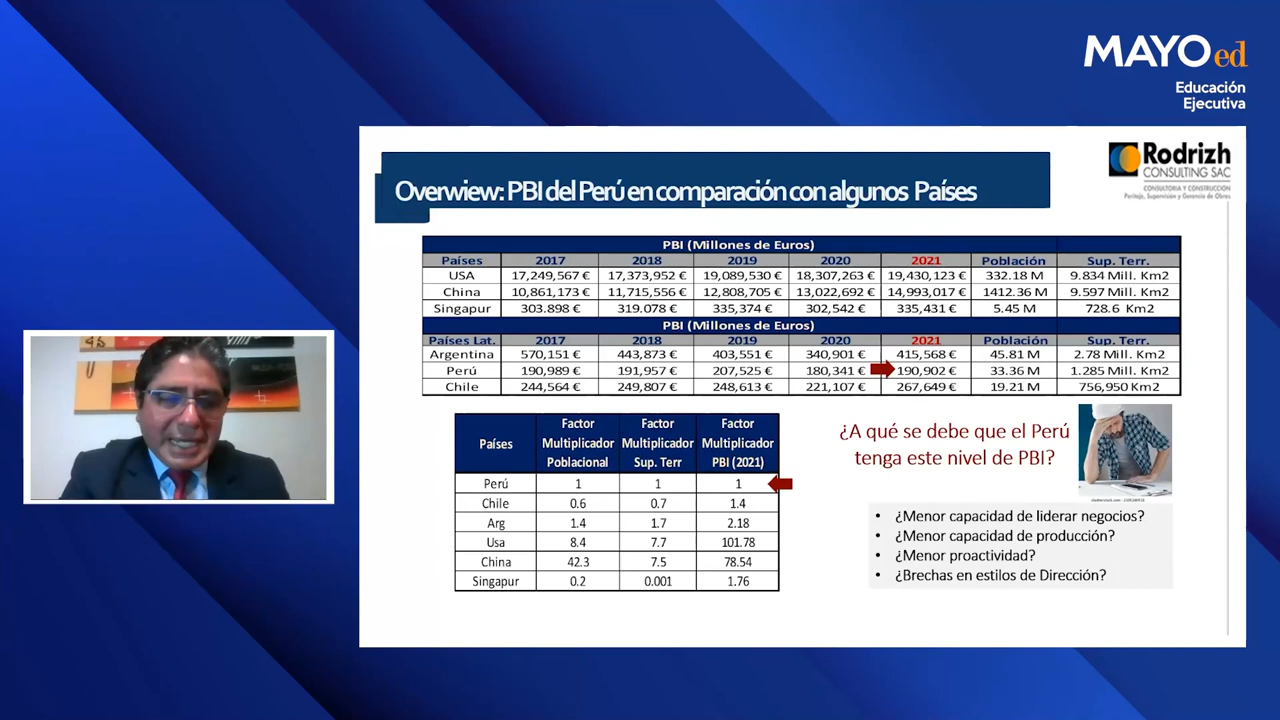 MAYO ed
Educación
Ejecutiva
Rodrizh
CONSULTING SAC
CONSULTORIA Y CONSTRUCCION
Peritaje, Supervisión y Gerencia de Obras
Overwiew: PBI del Perú en comparación con algunos Países
PBI (Millones de Euros)
Países 2017 2018 2019 2020 2021 Población Sup. Terr.
USA 17,249,567 € 17,373,952 € 19,089,530 € 18,307,263 € 19,430,123 € 332.18 M 9.834 Mill. Km2
China 10,861,173 € 11,715,556 € 12,808,705 € 13,022,692 € 14,993,017 € 1412.36 M 9.597 Mill. Km2
Singapur 303.898 € 319.078 € 335,374 € 302,542 € 335,431 € 5.45 M 728.6 Km2
PBI (Millones de Euros)
Países Lat. 2017 2018 2019 2020 2021 Población Sup. Terr.
Argentina 570,151 € 443,873 € 403,551 € 340,901 € 415,568 € 45.81 M 2.78 Mill. Km2
Perú 190,989 € 191,957 € 207,525 € 180,341 € 190,902 € 33.36 M 1.285 Mill. Km2
Chile 244,564 € 249,807 € 248,613 € 221,107 € 267,649 € 19.21 M 756,950 Km2
Países Factor Multiplicador Poblacional Factor Multiplicador Sup. Terr Factor Multiplicador PBI (2021)
Perú 1 1 1
Chile 0.6 0.7 1.4
Arg 1.4 1.7 2.18
Usa 8.4 7.7 101.78
China 42.3 7.5 78.54
Singapur 0.2 0.001 1.76
¿A qué se debe que el Perú
tenga este nivel de PBI?
• ¿Menor capacidad de liderar negocios?
• ¿Menor capacidad de producción?
• ¿Menor proactividad?
• ¿Brechas en estilos de Dirección?